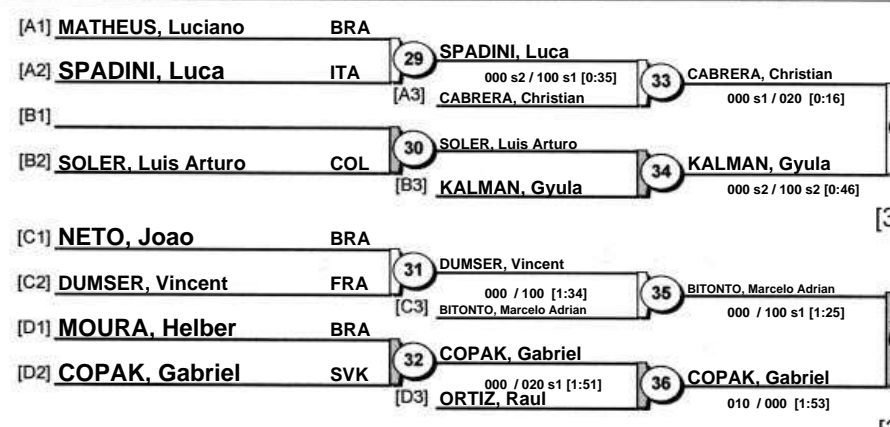 [A1] MATHEUS, Luciano BRA
29 SPADINI, Luca
[A2] SPADINI, Luca ITA
000 s2 / 100 s1 [0:35]
33 CABRERA, Christian
[A3] CABRERA, Christian
000 s1 / 020 [0:16]
[B1]
30 SOLER, Luis Arturo
[B2] SOLER, Luis Arturo COL
34 KALMAN, Gyula
[B3] KALMAN, Gyula
000 s2 / 100 s2 [0:46]
[C1] NETO, Joao BRA
31 DUMSER, Vincent
[C2] DUMSER, Vincent FRA
000 / 100 [1:34]
35 BITONTO, Marcelo Adrian
[C3] BITONTO, Marcelo Adrian
000 / 100 s1 [1:25]
[D1] MOURA, Helber BRA
32 COPAK, Gabriel
[D2] COPAK, Gabriel SVK
000 / 020 s1 [1:51]
36 COPAK, Gabriel
[D3] ORTIZ, Raul
010 / 000 [1:53]